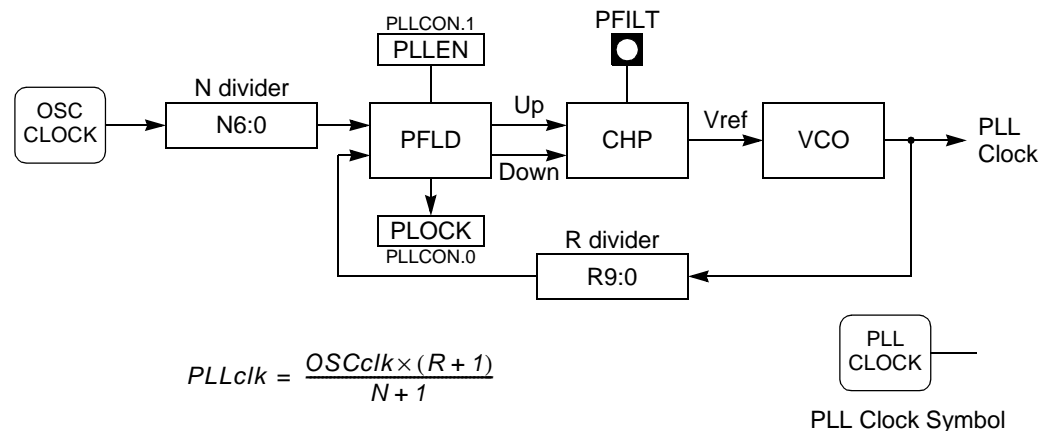 PLLCON.1
PLLEN
PFILT
N divider
OSC
CLOCK
N6:0
PFLD
Up
Down
CHP
Vref
VCO
PLL
Clock
PLOCK
PLLCON.0
R divider
R9:0
PLLclk = OSCclk × ( R + 1 )
N + 1
PLL
CLOCK
PLL Clock Symbol